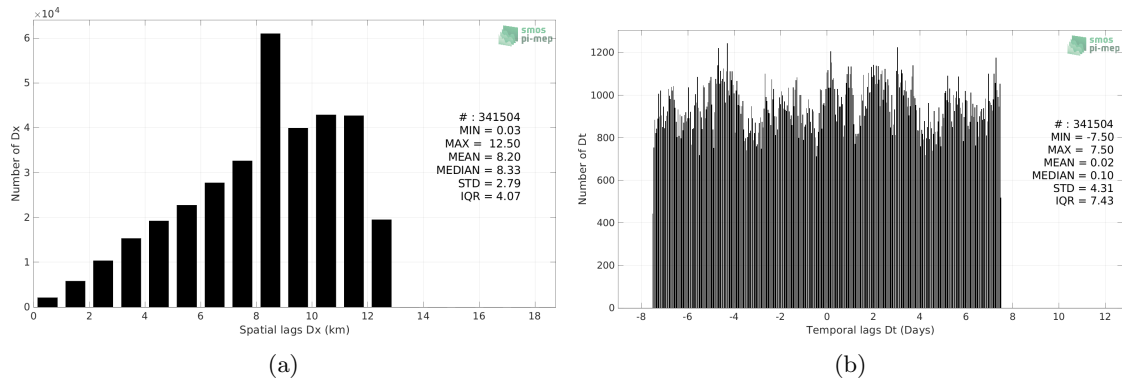 ×10⁴
6
5
4
3
2
1
0
Number of Dx
0 2 4 6 8 10 12 14 16 18
Spatial lags Dx (km)
smos
pi-mep
# : 341504
MIN = 0.03
MAX = 12.50
MEAN = 8.20
MEDIAN = 8.33
STD = 2.79
IQR = 4.07
(a)
1200
1000
800
600
400
200
0
Number of Dt
-8 -6 -4 -2 0 2 4 6 8 10 12
Temporal lags Dt (Days)
smos
pi-mep
# : 341504
MIN = -7.50
MAX = 7.50
MEAN = 0.02
MEDIAN = 0.10
STD = 4.31
IQR = 7.43
(b)